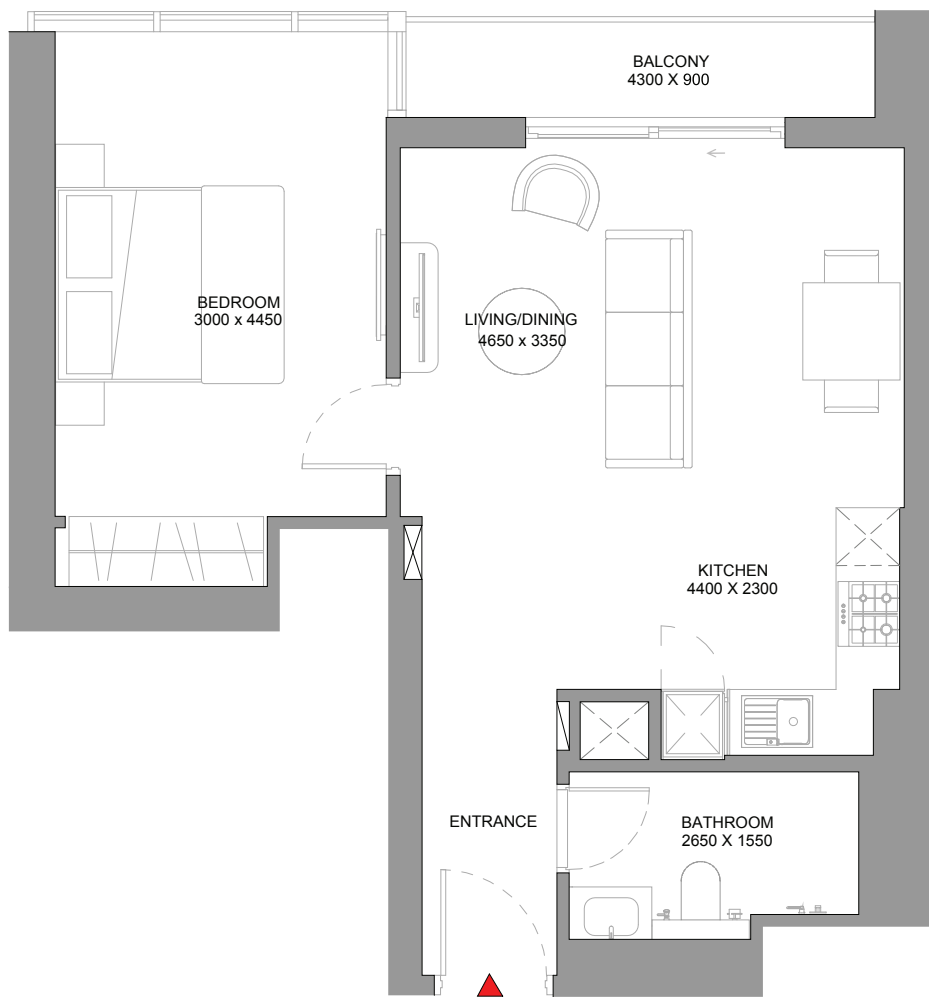 BALCONY
4300 X 900
BEDROOM
3000 x 4450
LIVING/DINING
4650 x 3350
KITCHEN
4400 X 2300
ENTRANCE
BATHROOM
2650 X 1550